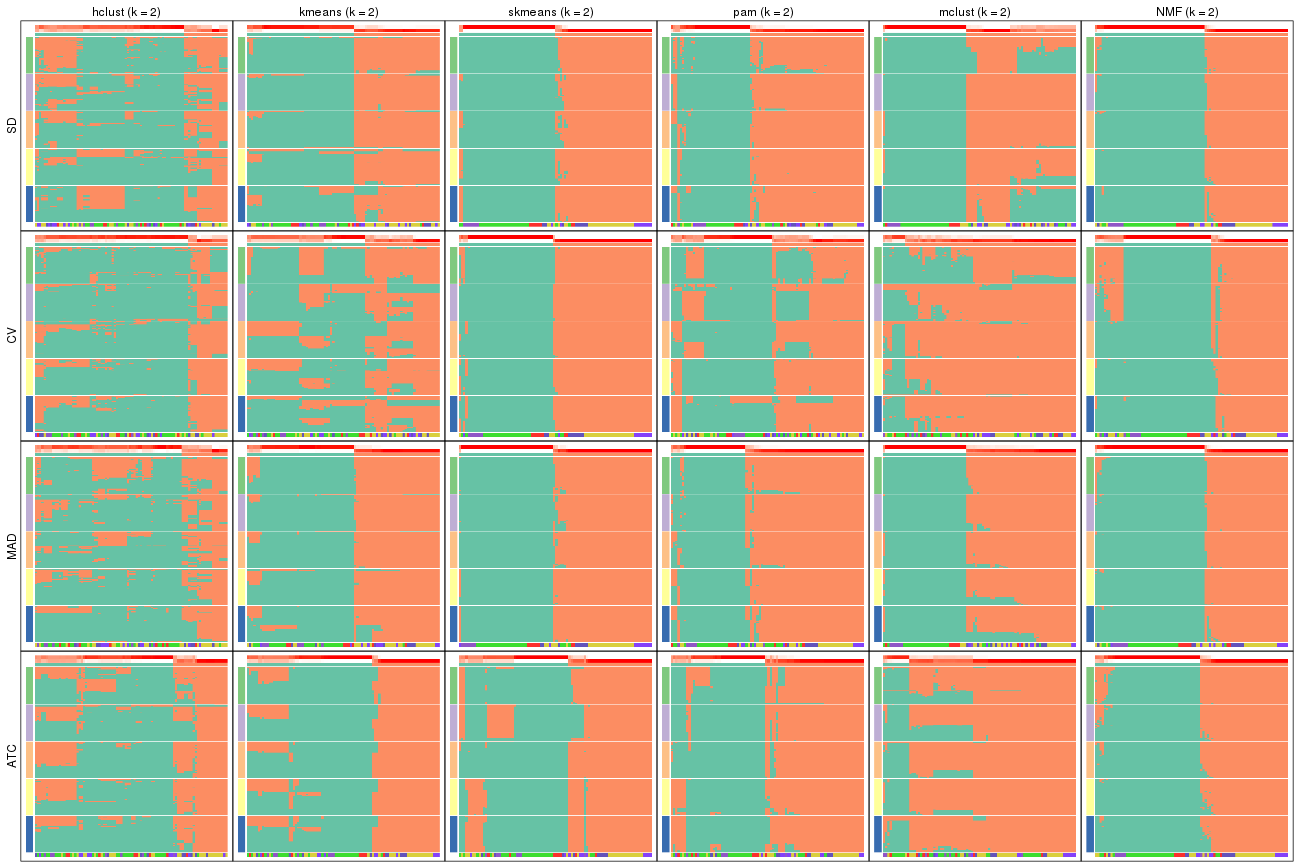 hclust (k = 2) kmeans (k = 2) skmeans (k = 2) pam (k = 2) mclust (k = 2) NMF (k = 2)
SD
CV
MAD
ATC